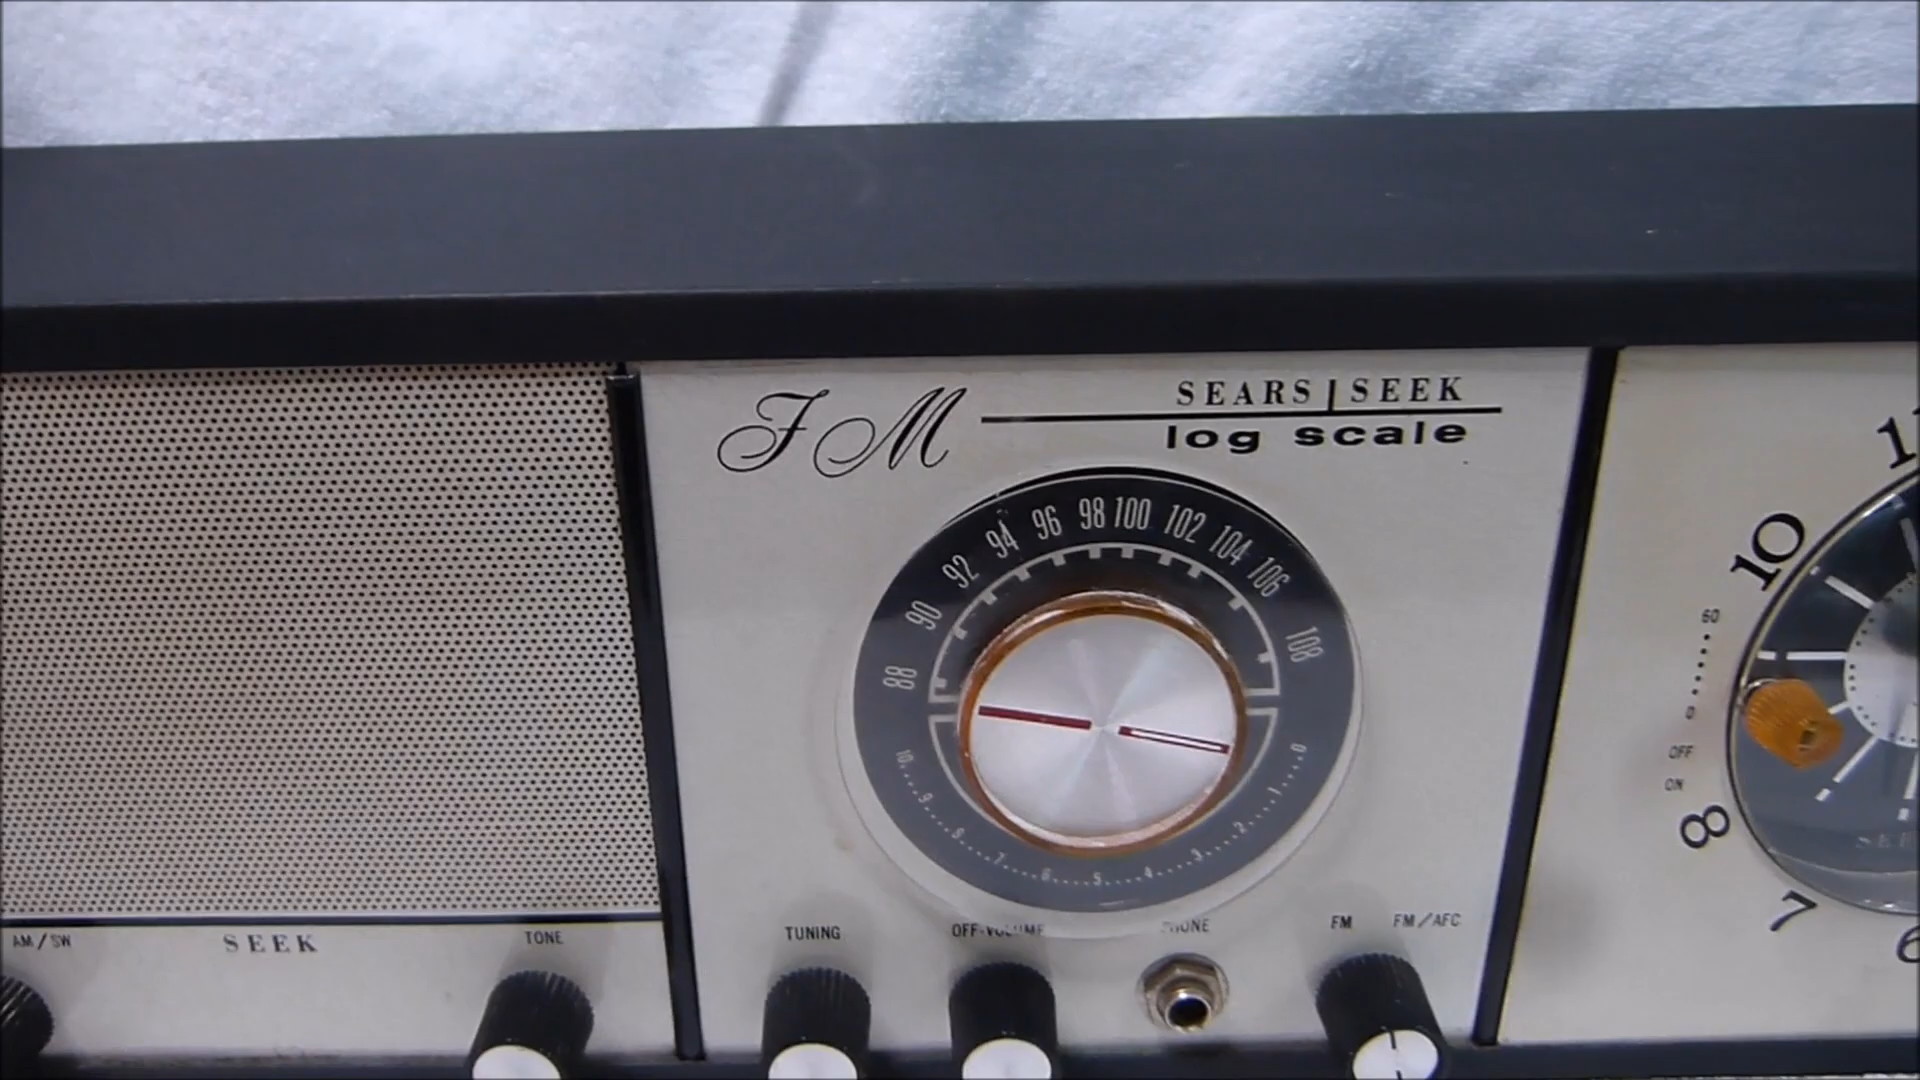 FM
SEARS SEEK
log scale
88 90 92 94 96 98 100 102 104 106 108
10 9 8 7 6 5 4 3 2 1 0
AM/SW
SEEK
TONE
TUNING
OFF-VOLUME
PHONE
FM
FM/AFC
10
60
0
OFF
ON
8
7
6